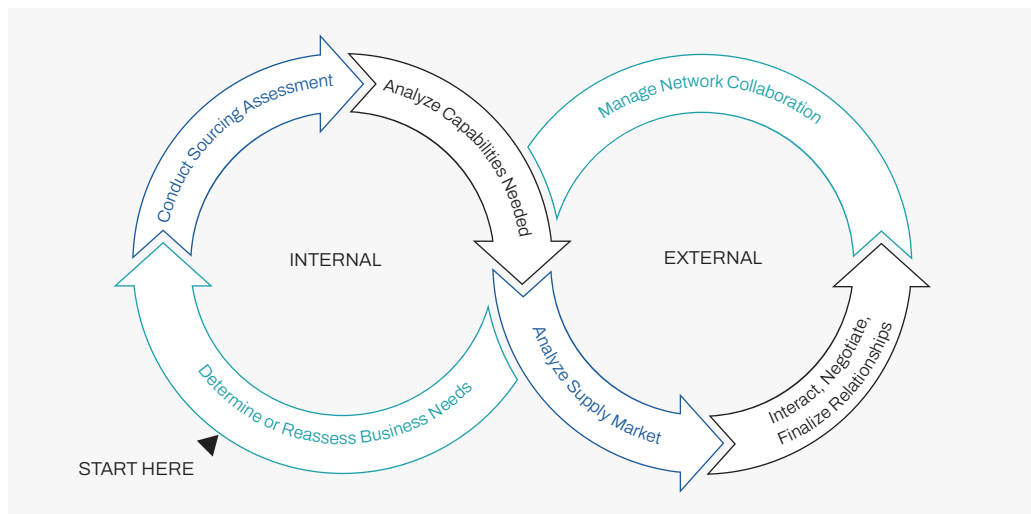 Conduct Sourcing Assessment
Analyze Capabilities Needed
Manage Network Collaboration
INTERNAL
EXTERNAL
Determine or Reassess Business Needs
Analyze Supply Market
Interact, Negotiate,
Finalize Relationships
START HERE